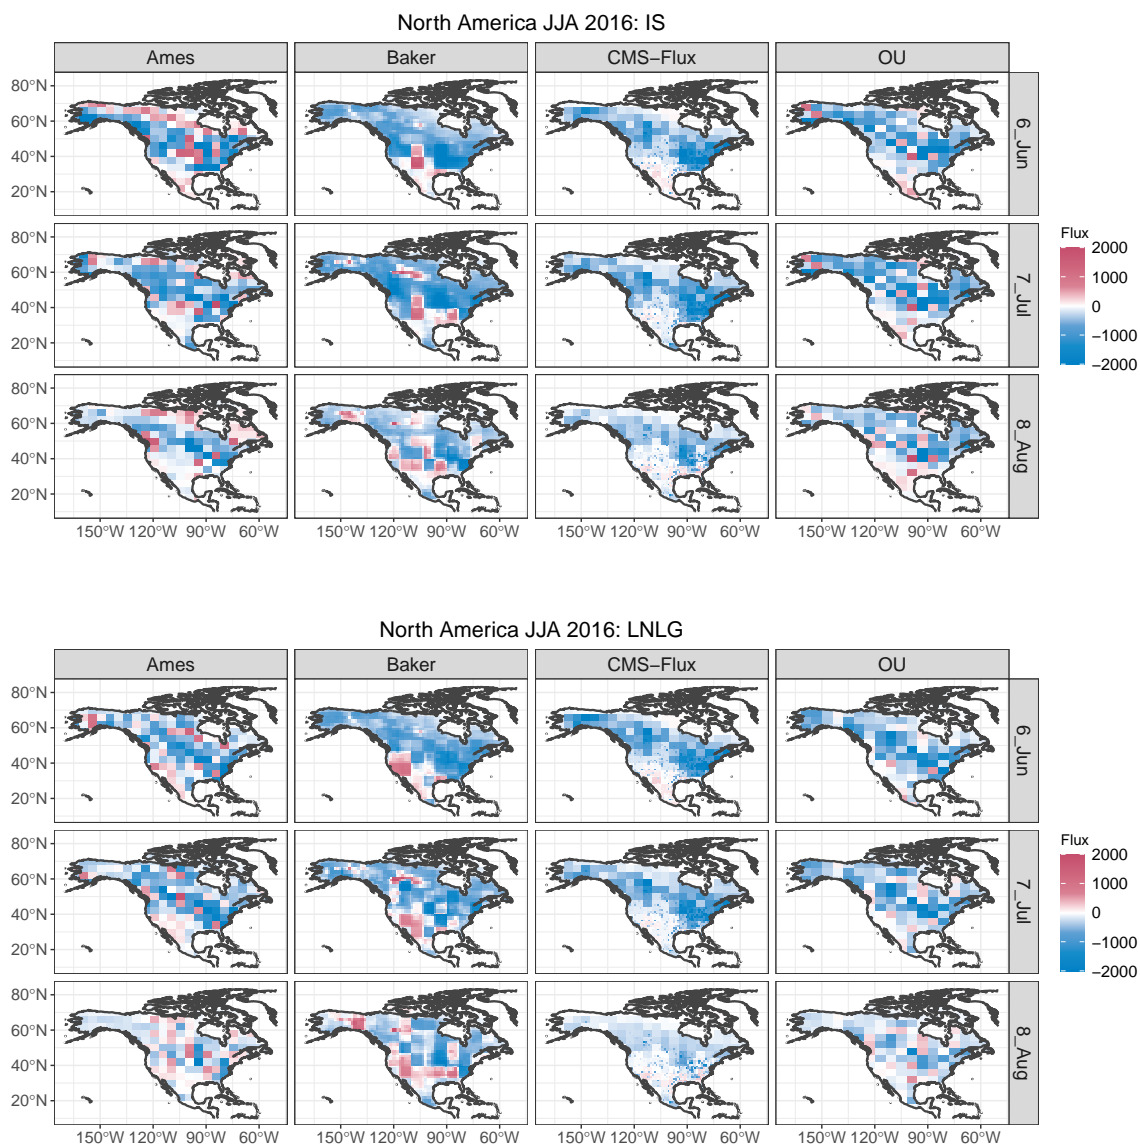 North America JJA 2016: IS
Ames Baker CMS−Flux OU
80°N
60°N
40°N
20°N
6_Jun
80°N
60°N
40°N
20°N
7_Jul
80°N
60°N
40°N
20°N
8_Aug
150°W 120°W 90°W 60°W 150°W 120°W 90°W 60°W 150°W 120°W 90°W 60°W 150°W 120°W 90°W 60°W
Flux
2000
1000
0
−1000
−2000
North America JJA 2016: LNLG
Ames Baker CMS−Flux OU
80°N
60°N
40°N
20°N
6_Jun
80°N
60°N
40°N
20°N
7_Jul
80°N
60°N
40°N
20°N
8_Aug
150°W 120°W 90°W 60°W 150°W 120°W 90°W 60°W 150°W 120°W 90°W 60°W 150°W 120°W 90°W 60°W
Flux
2000
1000
0
−1000
−2000